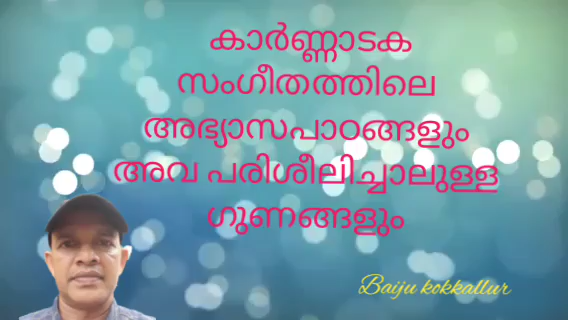 കാർണ്ണാടക
സംഗീതത്തിലെ
അഭ്യാസപാഠങ്ങളും
അവ പരിശീലിച്ചാലുള്ള
ഗുണങ്ങളും
Baiju kokkallur